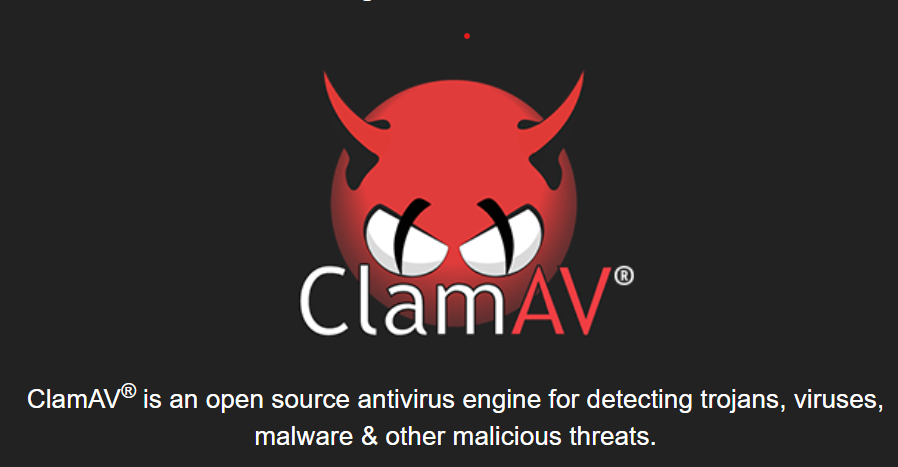 ClamAV®
ClamAV® is an open source antivirus engine for detecting trojans, viruses,
malware & other malicious threats.